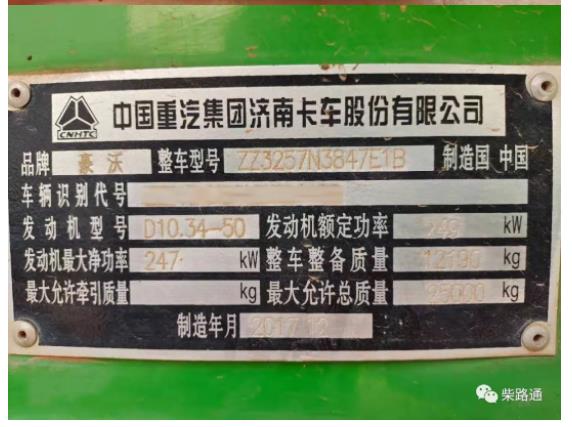 CNHTC 中国重汽集团济南卡车股份有限公司
品牌 豪沃 整车型号 ZZ3257N3847E1B 制造国 中国
车辆识别代号
发动机型号 D10.34-50 发动机额定功率 249 kW
发动机最大净功率 247 kW 整车整备质量 12190 kg
最大允许牵引质量 kg 最大允许总质量 25000 kg
制造年月 2017
柴路通